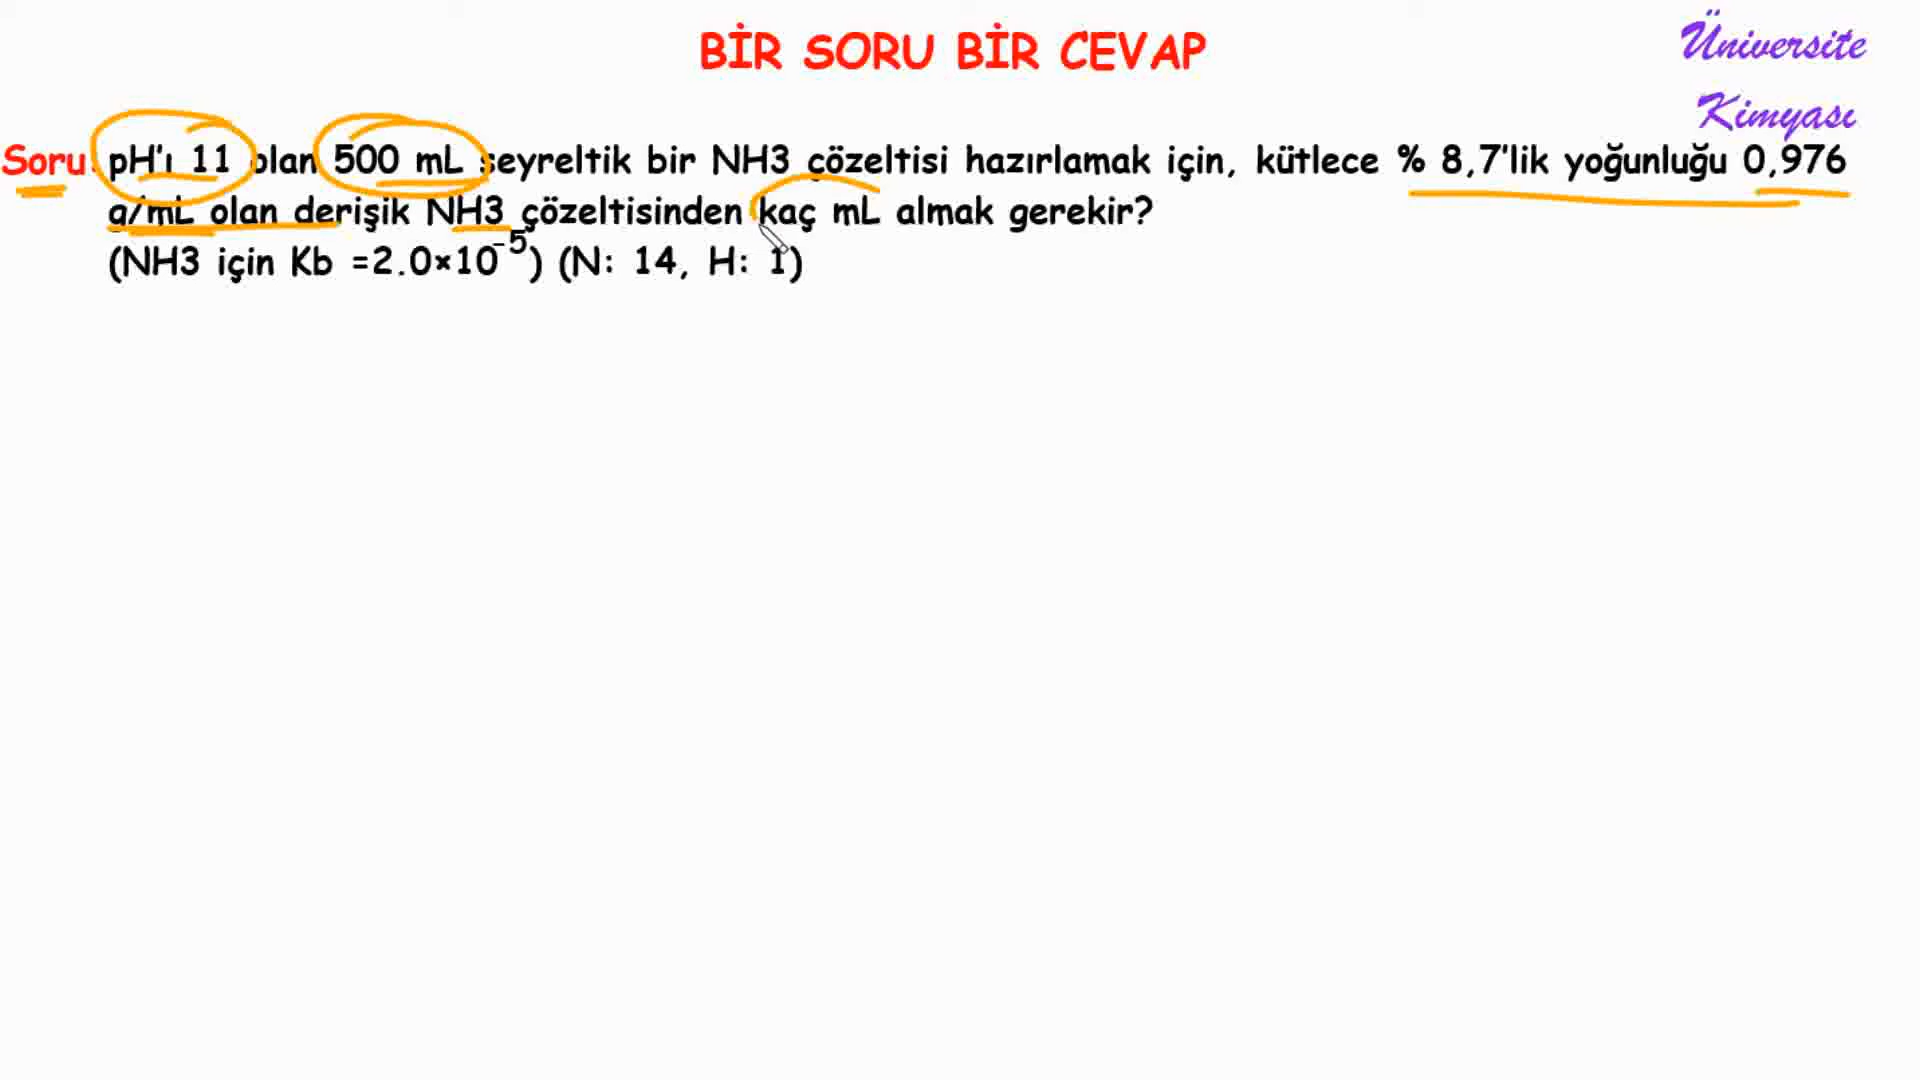 BİR SORU BİR CEVAP
Üniversite
Kimyası
Soru: pH'ı 11 olan 500 mL seyreltik bir NH3 çözeltisi hazırlamak için, kütlece % 8,7'lik yoğunluğu 0,976
g/mL olan derişik NH3 çözeltisinden kaç mL almak gerekir?
(NH3 için Kb =2.0×10⁻⁵) (N: 14, H: 1)